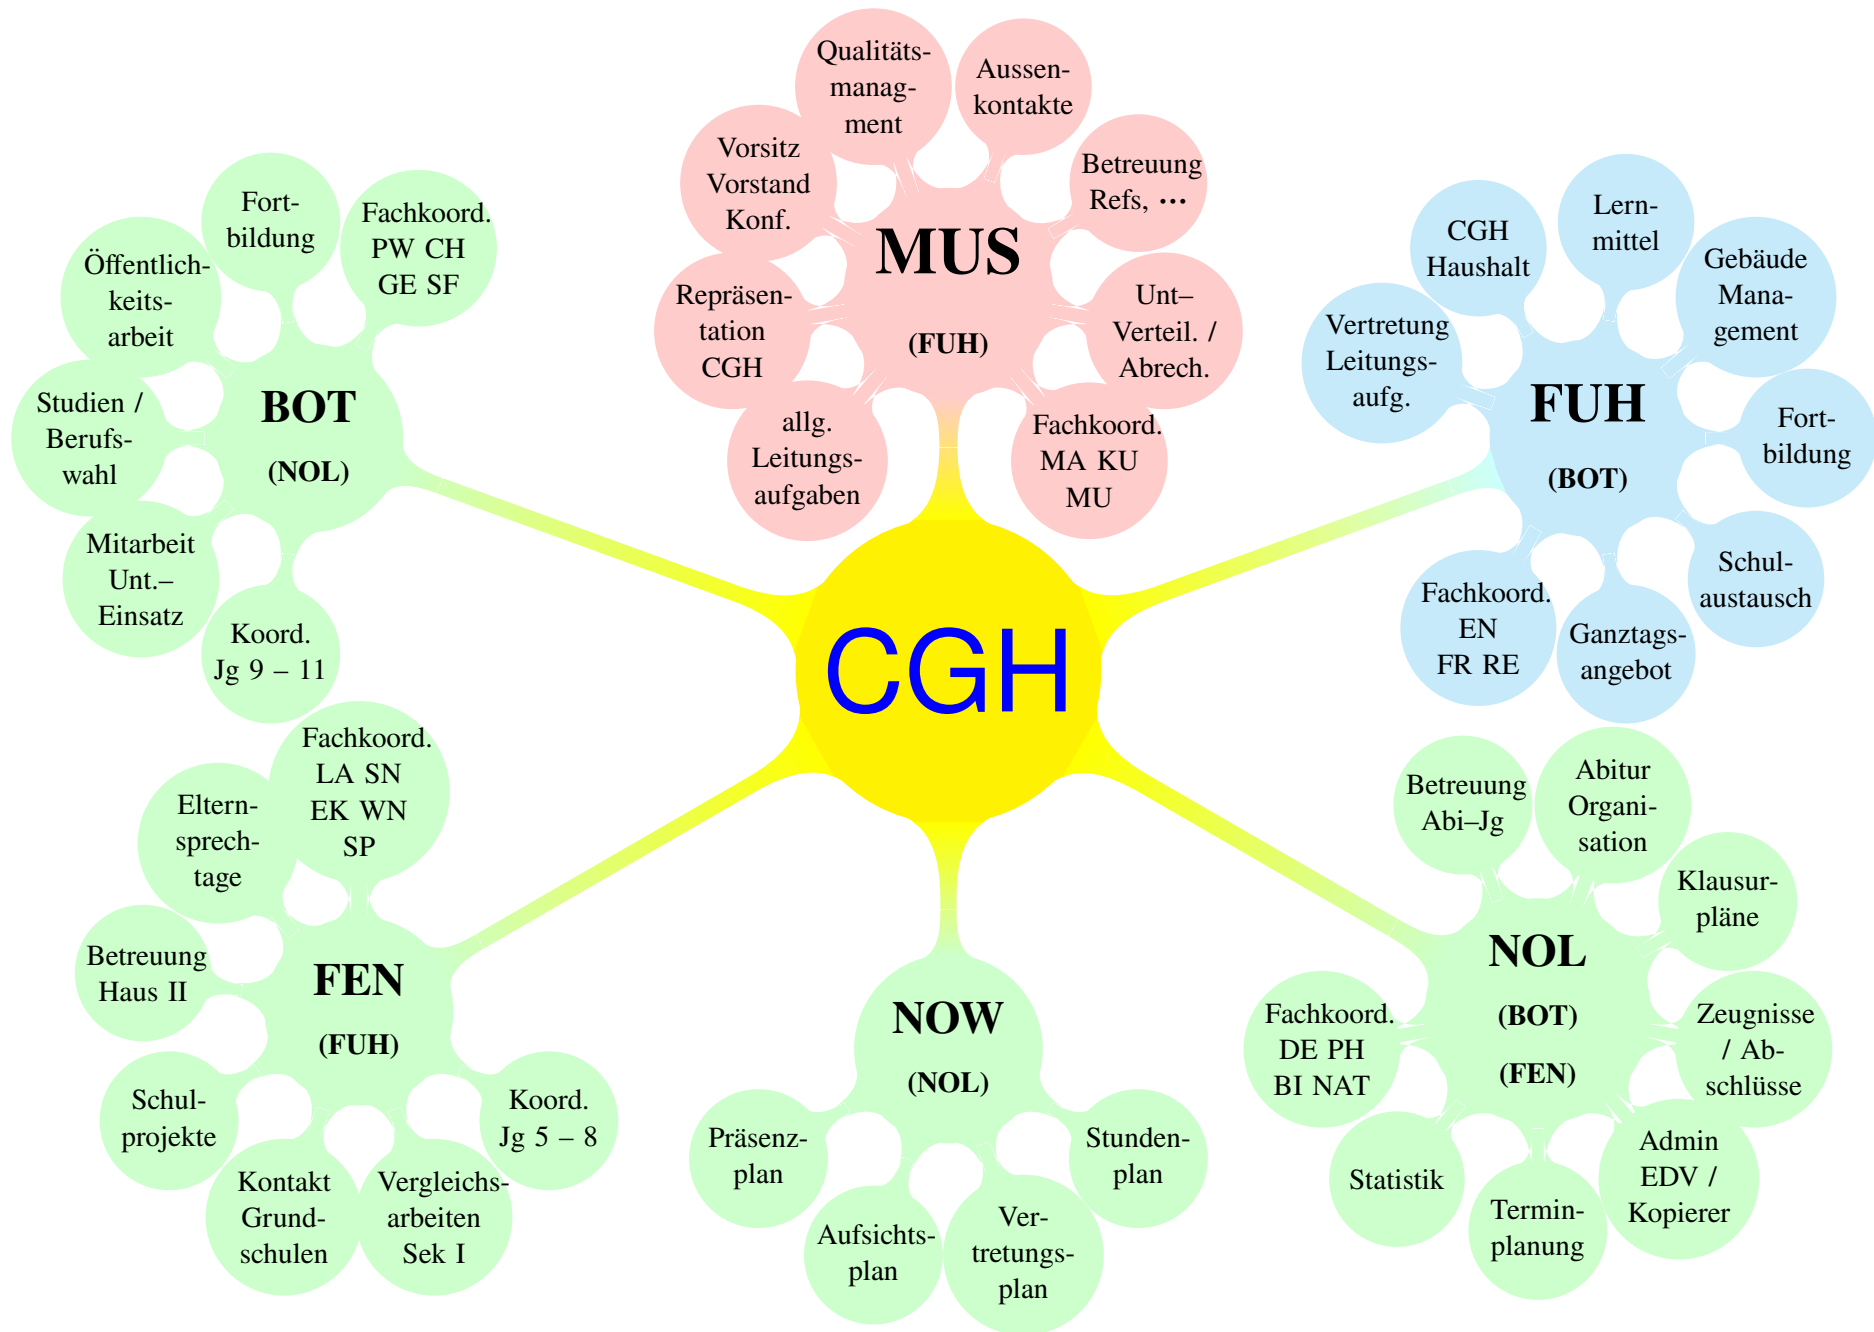 Qualitäts-
manag-
ment
Aussen-
kontakte
Vorsitz
Vorstand
Konf.
Betreuung
Refs, ...
MUS
(FUH)
Repräsen-
tation
CGH
Unt–
Verteil. /
Abrech.
allg.
Leitungs-
aufgaben
Fachkoord.
MA KU
MU
Fort-
bildung
Fachkoord.
PW CH
GE SF
Öffentlich-
keits-
arbeit
BOT
(NOL)
Studien /
Berufs-
wahl
Mitarbeit
Unt.–
Einsatz
Koord.
Jg 9 – 11
CGH
Haushalt
Lern-
mittel
Gebäude
Mana-
gement
Vertretung
Leitungs-
aufg.
FUH
(BOT)
Fort-
bildung
Schul-
austausch
Fachkoord.
EN
FR RE
Ganztags-
angebot
CGH
Fachkoord.
LA SN
EK WN
SP
Eltern-
sprech-
tage
Betreuung
Haus II
FEN
(FUH)
Schul-
projekte
Koord.
Jg 5 – 8
Kontakt
Grund-
schulen
Vergleichs-
arbeiten
Sek I
NOW
(NOL)
Präsenz-
plan
Stunden-
plan
Aufsichts-
plan
Ver-
tretungs-
plan
Betreuung
Abi–Jg
Abitur
Organi-
sation
Klausur-
pläne
NOL
(BOT)
(FEN)
Fachkoord.
DE PH
BI NAT
Zeugnisse
/ Ab-
schlüsse
Statistik
Admin
EDV /
Kopierer
Termin-
planung